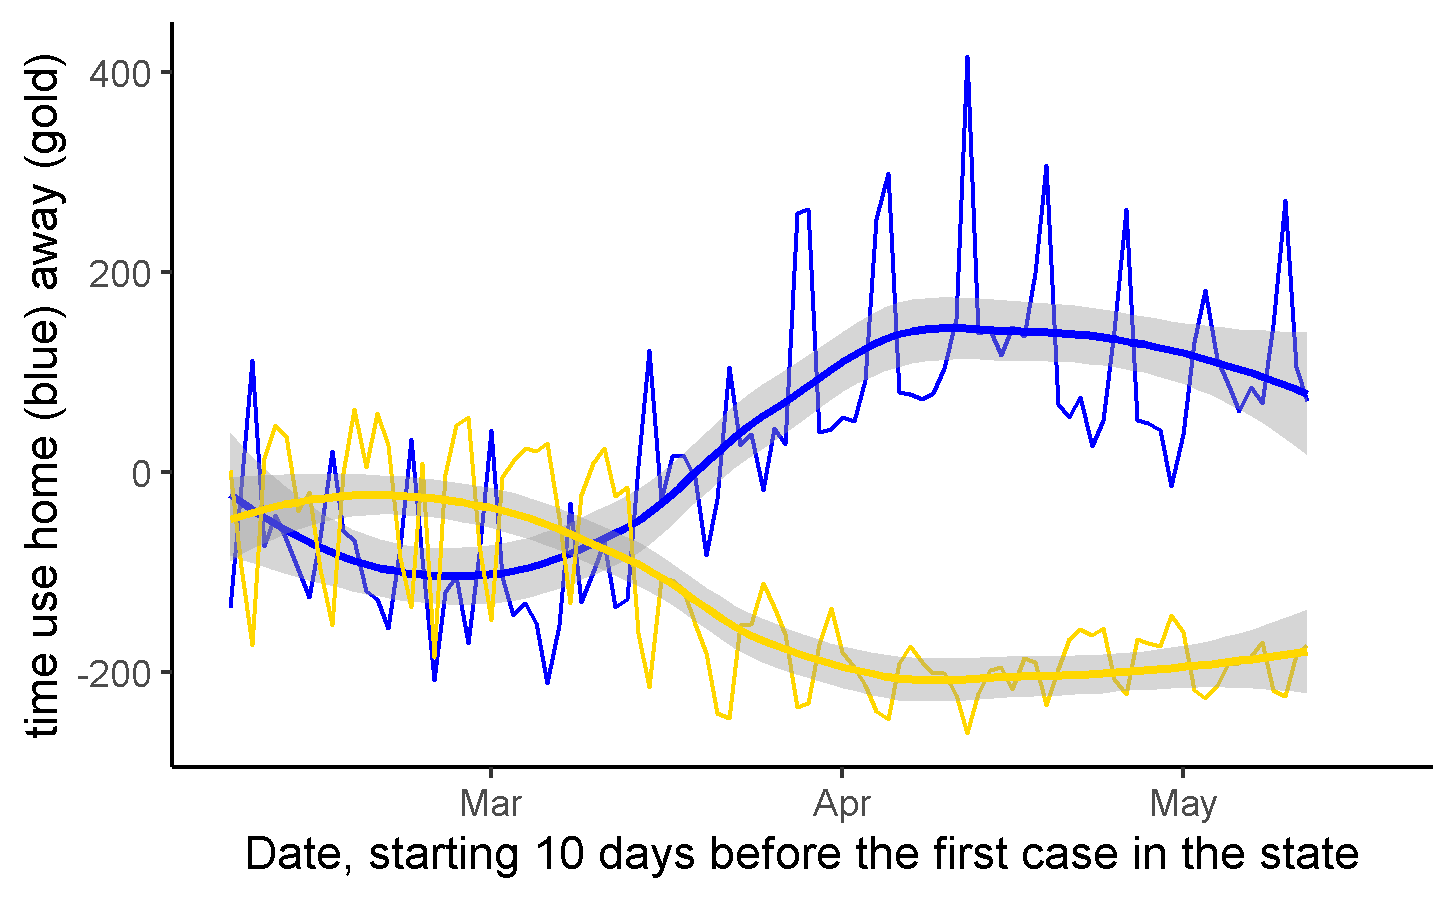 time use home (blue) away (gold)
400
200
0
-200
Mar
Apr
May
Date, starting 10 days before the first case in the state